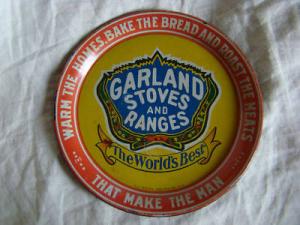 WARM THE HOMES, BAKE THE BREAD AND ROAST THE MEATS
THAT MAKE THE MAN
GARLAND
STOVES
AND
RANGES
The World's Best